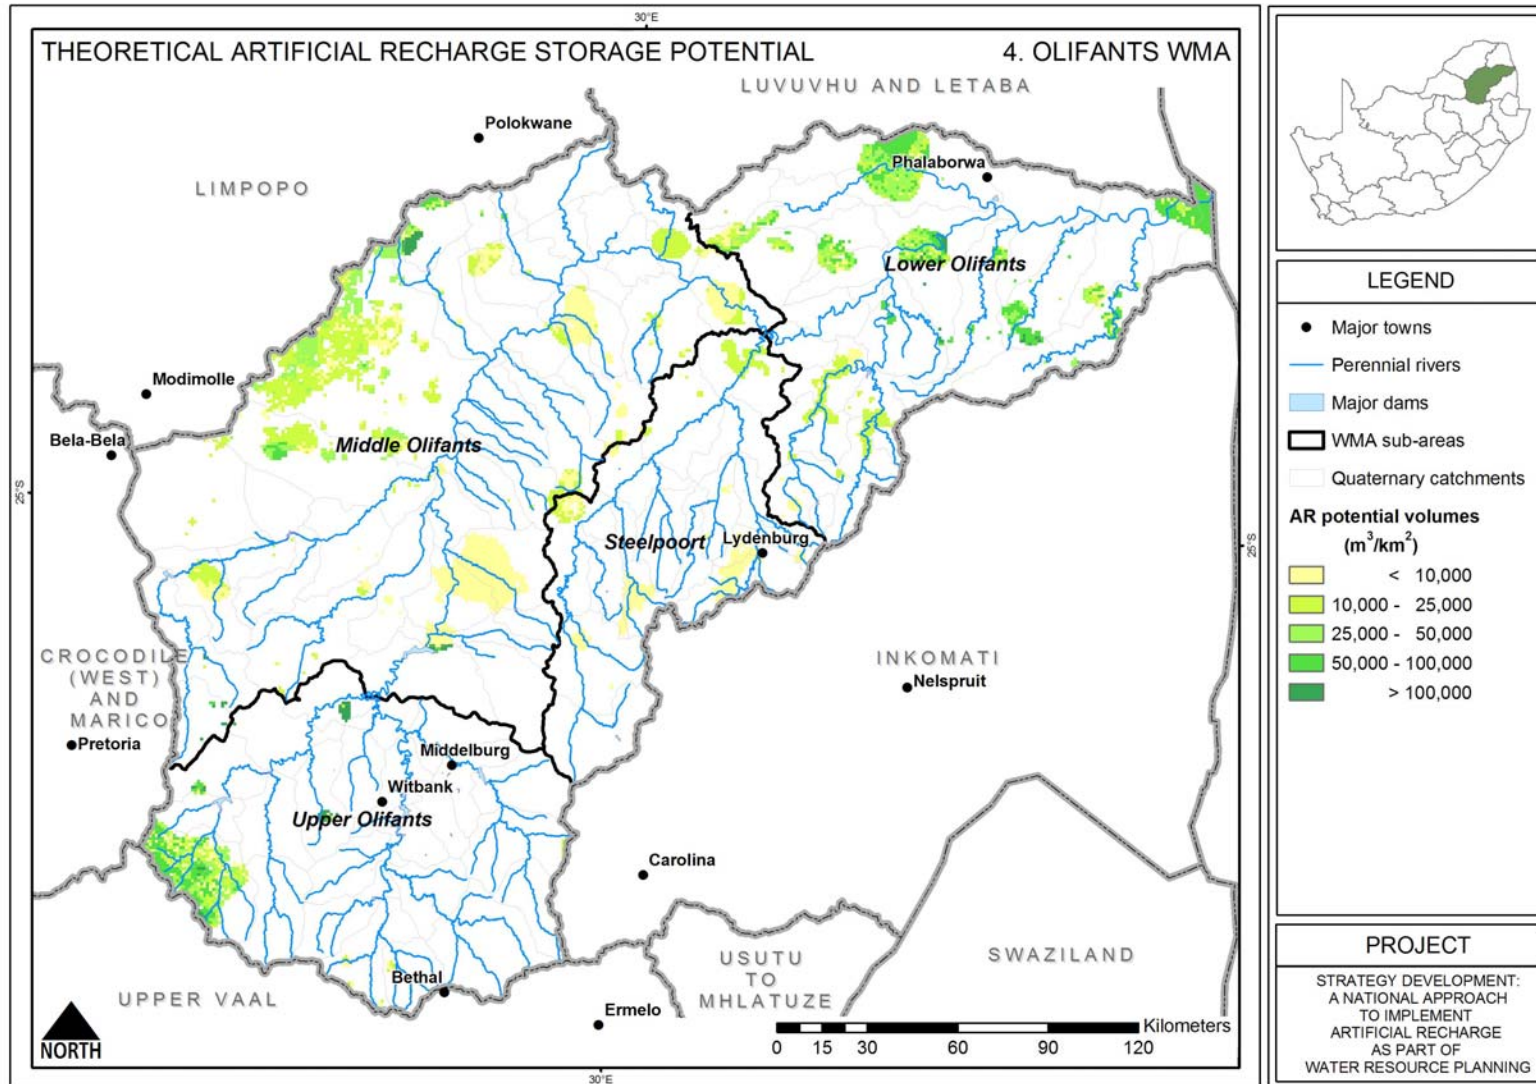 30°E
THEORETICAL ARTIFICIAL RECHARGE STORAGE POTENTIAL
4. OLIFANTS WMA
LUVUVHU AND LETABA
Polokwane
Phalaborwa
LIMPOPO
Lower Olifants
Modimolle
Bela-Bela
Middle Olifants
25°S
Steelpoort
Lydenburg
25°S
CROCODILE
(WEST)
AND
MARICO
INKOMATI
Nelspruit
Pretoria
Middelburg
Witbank
Upper Olifants
Carolina
USUTU
TO
MHLATUZE
SWAZILAND
Bethal
UPPER VAAL
Ermelo
NORTH
Kilometers
0 15 30 60 90 120
30°E
LEGEND
Major towns
Perennial rivers
Major dams
WMA sub-areas
Quaternary catchments
AR potential volumes
(m³/km²)
< 10,000
10,000 - 25,000
25,000 - 50,000
50,000 - 100,000
> 100,000
PROJECT
STRATEGY DEVELOPMENT:
A NATIONAL APPROACH
TO IMPLEMENT
ARTIFICIAL RECHARGE
AS PART OF
WATER RESOURCE PLANNING